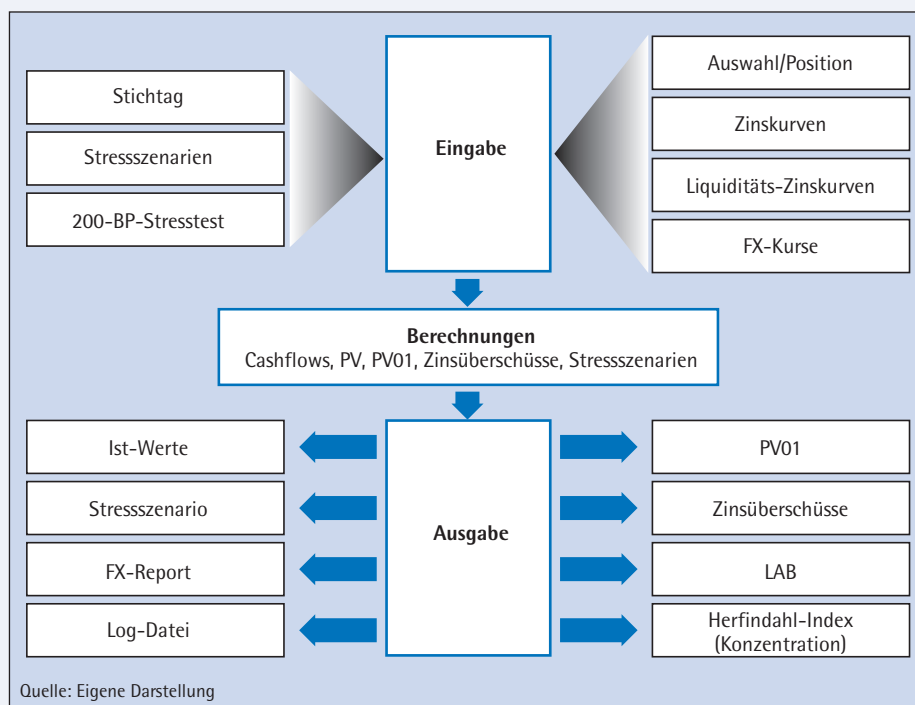 Stichtag
Stressszenarien
200-BP-Stresstest
Eingabe
Auswahl/Position
Zinskurven
Liquiditäts-Zinskurven
FX-Kurse
Berechnungen
Cashflows, PV, PV01, Zinsüberschüsse, Stressszenarien
Ist-Werte
Stressszenario
FX-Report
Log-Datei
Ausgabe
PV01
Zinsüberschüsse
LAB
Herfindahl-Index
(Konzentration)
Quelle: Eigene Darstellung